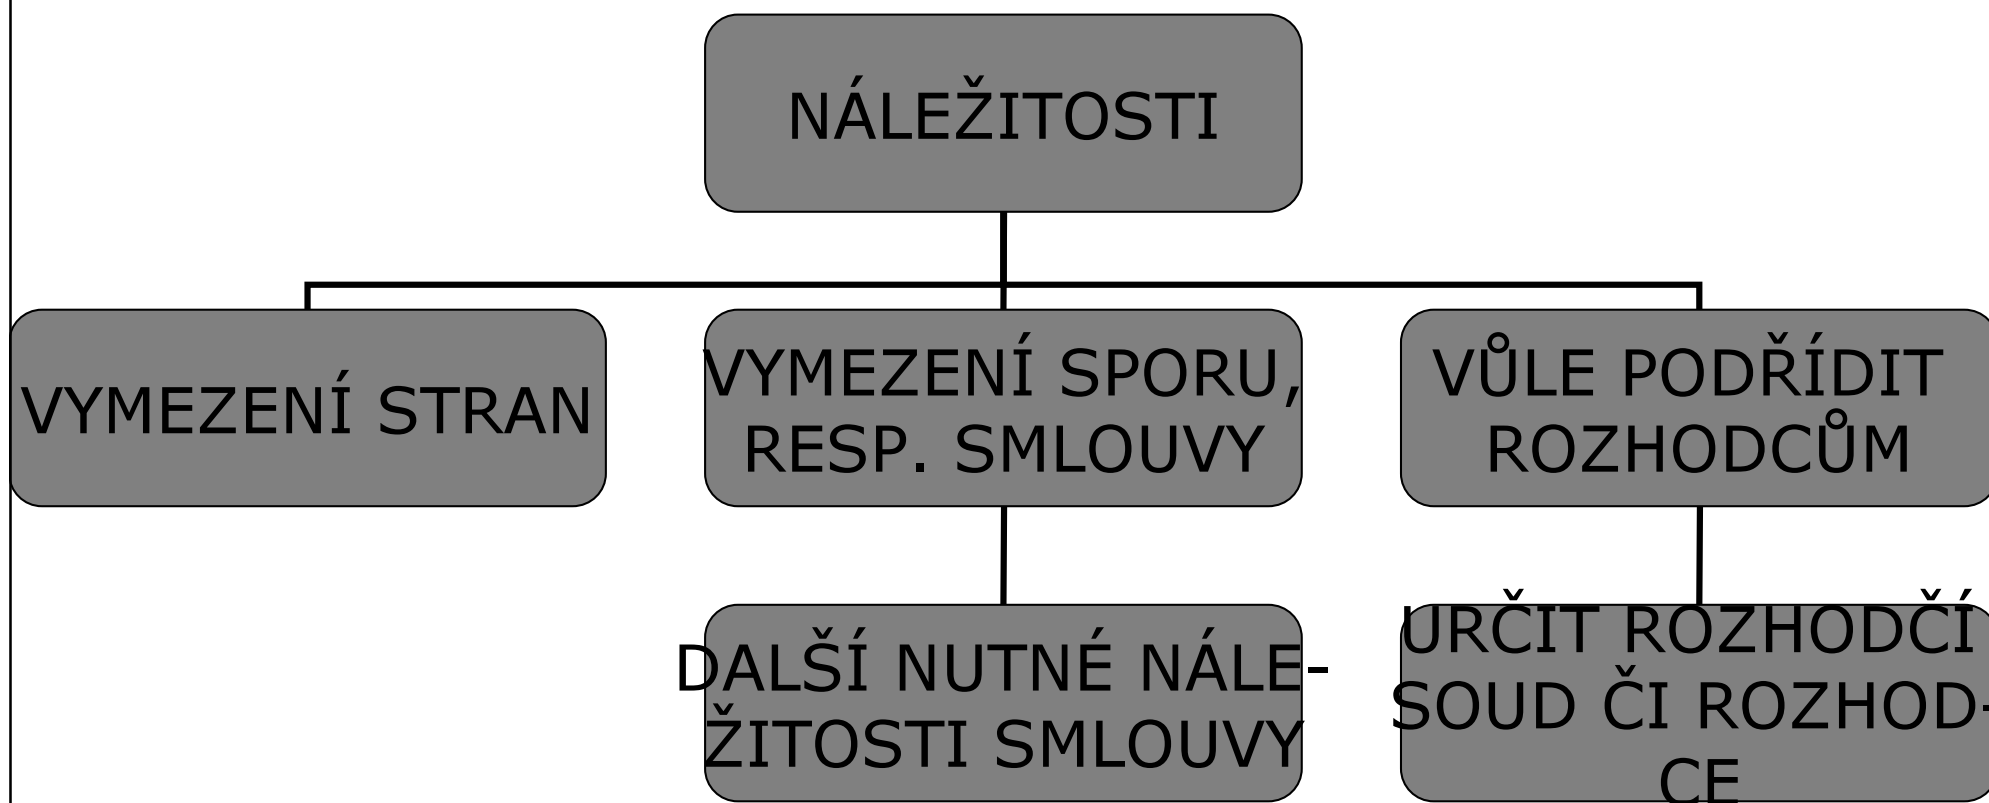 NÁLEŽITOSTI
VYMEZENÍ STRAN
VYMEZENÍ SPORU,
RESP. SMLOUVY
VŮLE PODŘÍDIT
ROZHODCŮM
DALŠÍ NUTNÉ NÁLE-
ŽITOSTI SMLOUVY
URČIT ROZHODČÍ
SOUD ČI ROZHOD-
CE